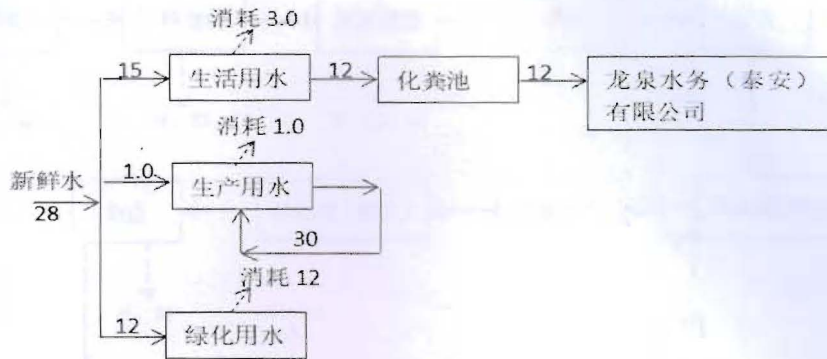 消耗 3.0
15
生活用水
12
化粪池
12
龙泉水务（泰安）
有限公司
消耗 1.0
新鲜水
28
1.0
生产用水
30
消耗 12
12
绿化用水